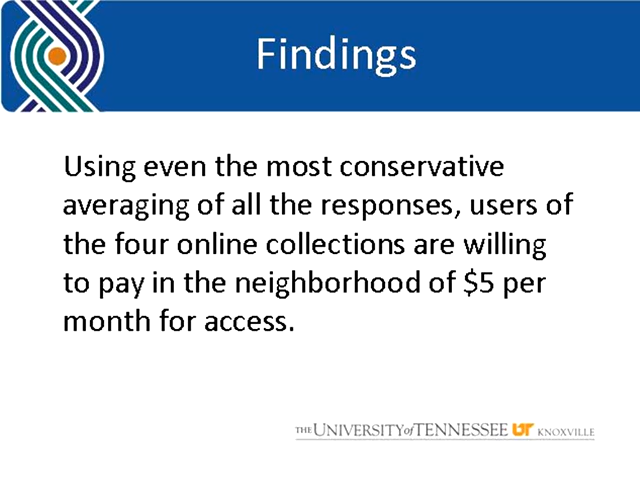 Findings
Using even the most conservative
averaging of all the responses, users of
the four online collections are willing
to pay in the neighborhood of $5 per
month for access.
THE UNIVERSITY of TENNESSEE UT KNOXVILLE